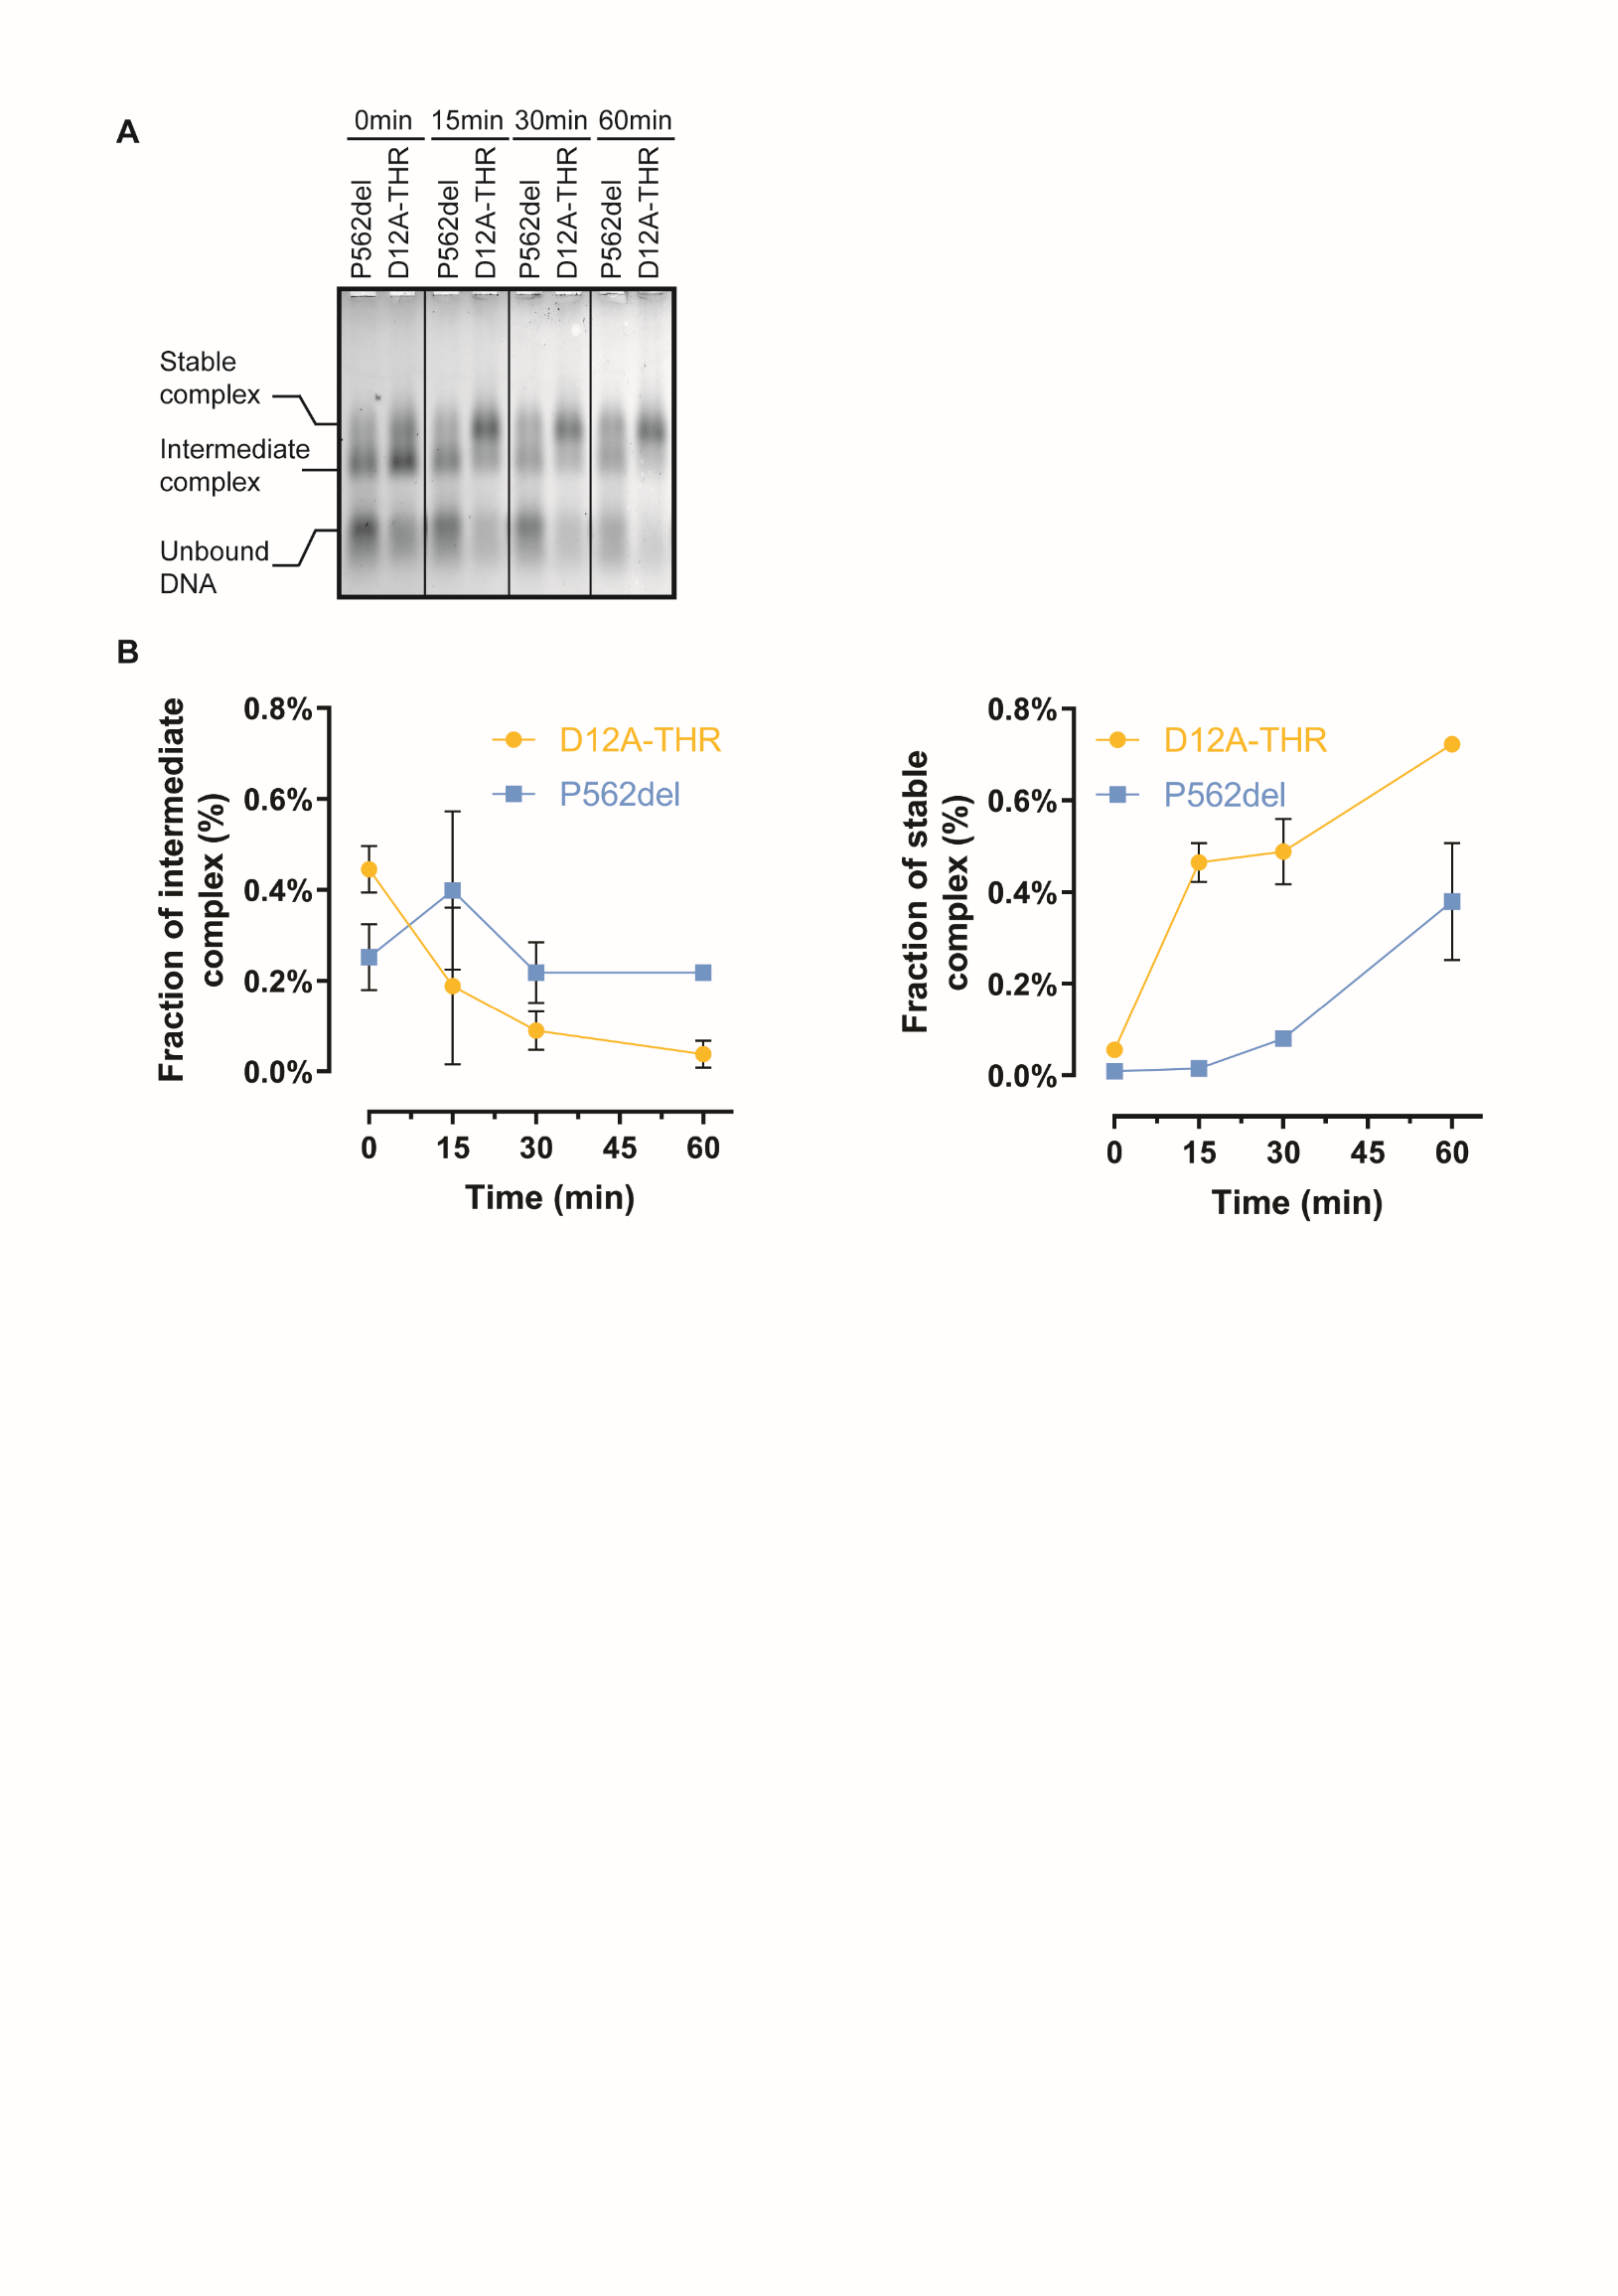 A
0min 15min 30min 60min
P562del D12A-THR P562del D12A-THR P562del D12A-THR P562del D12A-THR
Stable
complex
Intermediate
complex
Unbound
DNA
B
Fraction of intermediate
complex (%)
0.8%
0.6%
0.4%
0.2%
0.0%
D12A-THR
P562del
0 15 30 45 60
Time (min)
Fraction of stable
complex (%)
0.8%
0.6%
0.4%
0.2%
0.0%
D12A-THR
P562del
0 15 30 45 60
Time (min)